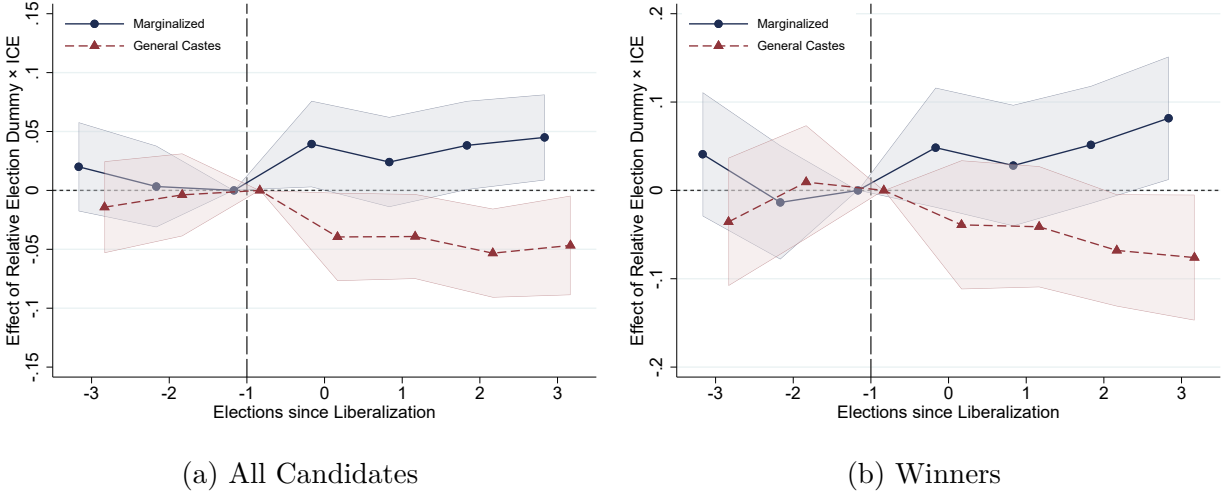 Effect of Relative Election Dummy × ICE
.15
.1
.05
0
-.05
-.1
-.15
Marginalized
General Castes
-3 -2 -1 0 1 2 3
Elections since Liberalization
(a) All Candidates
Effect of Relative Election Dummy × ICE
.2
.1
0
-.1
-.2
Marginalized
General Castes
-3 -2 -1 0 1 2 3
Elections since Liberalization
(b) Winners